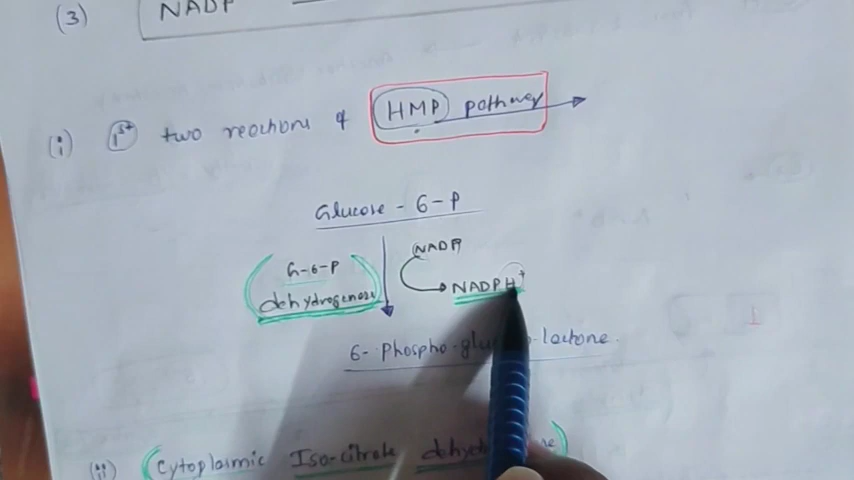 (3) NADP
(i) 1st two reactions of HMP pathway
Glucose - 6 - P
NADP
G-6-P
dehydrogenase
NADPH+
6- Phospho-glu lactone.
(ii) (Cytoplasmic Iso-citrate